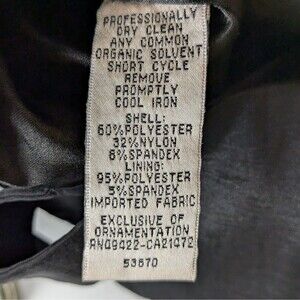 PROFESSIONALLY
DRY CLEAN
ANY COMMON
ORGANIC SOLVENT
SHORT CYCLE
REMOVE
PROMPTLY
COOL IRON
SHELL:
60%POLYESTER
32%NYLON
8%SPANDEX
LINING:
95%POLYESTER
5%SPANDEX
IMPORTED FABRIC
EXCLUSIVE OF
ORNAMENTATION
RN09422-CA21472
53670